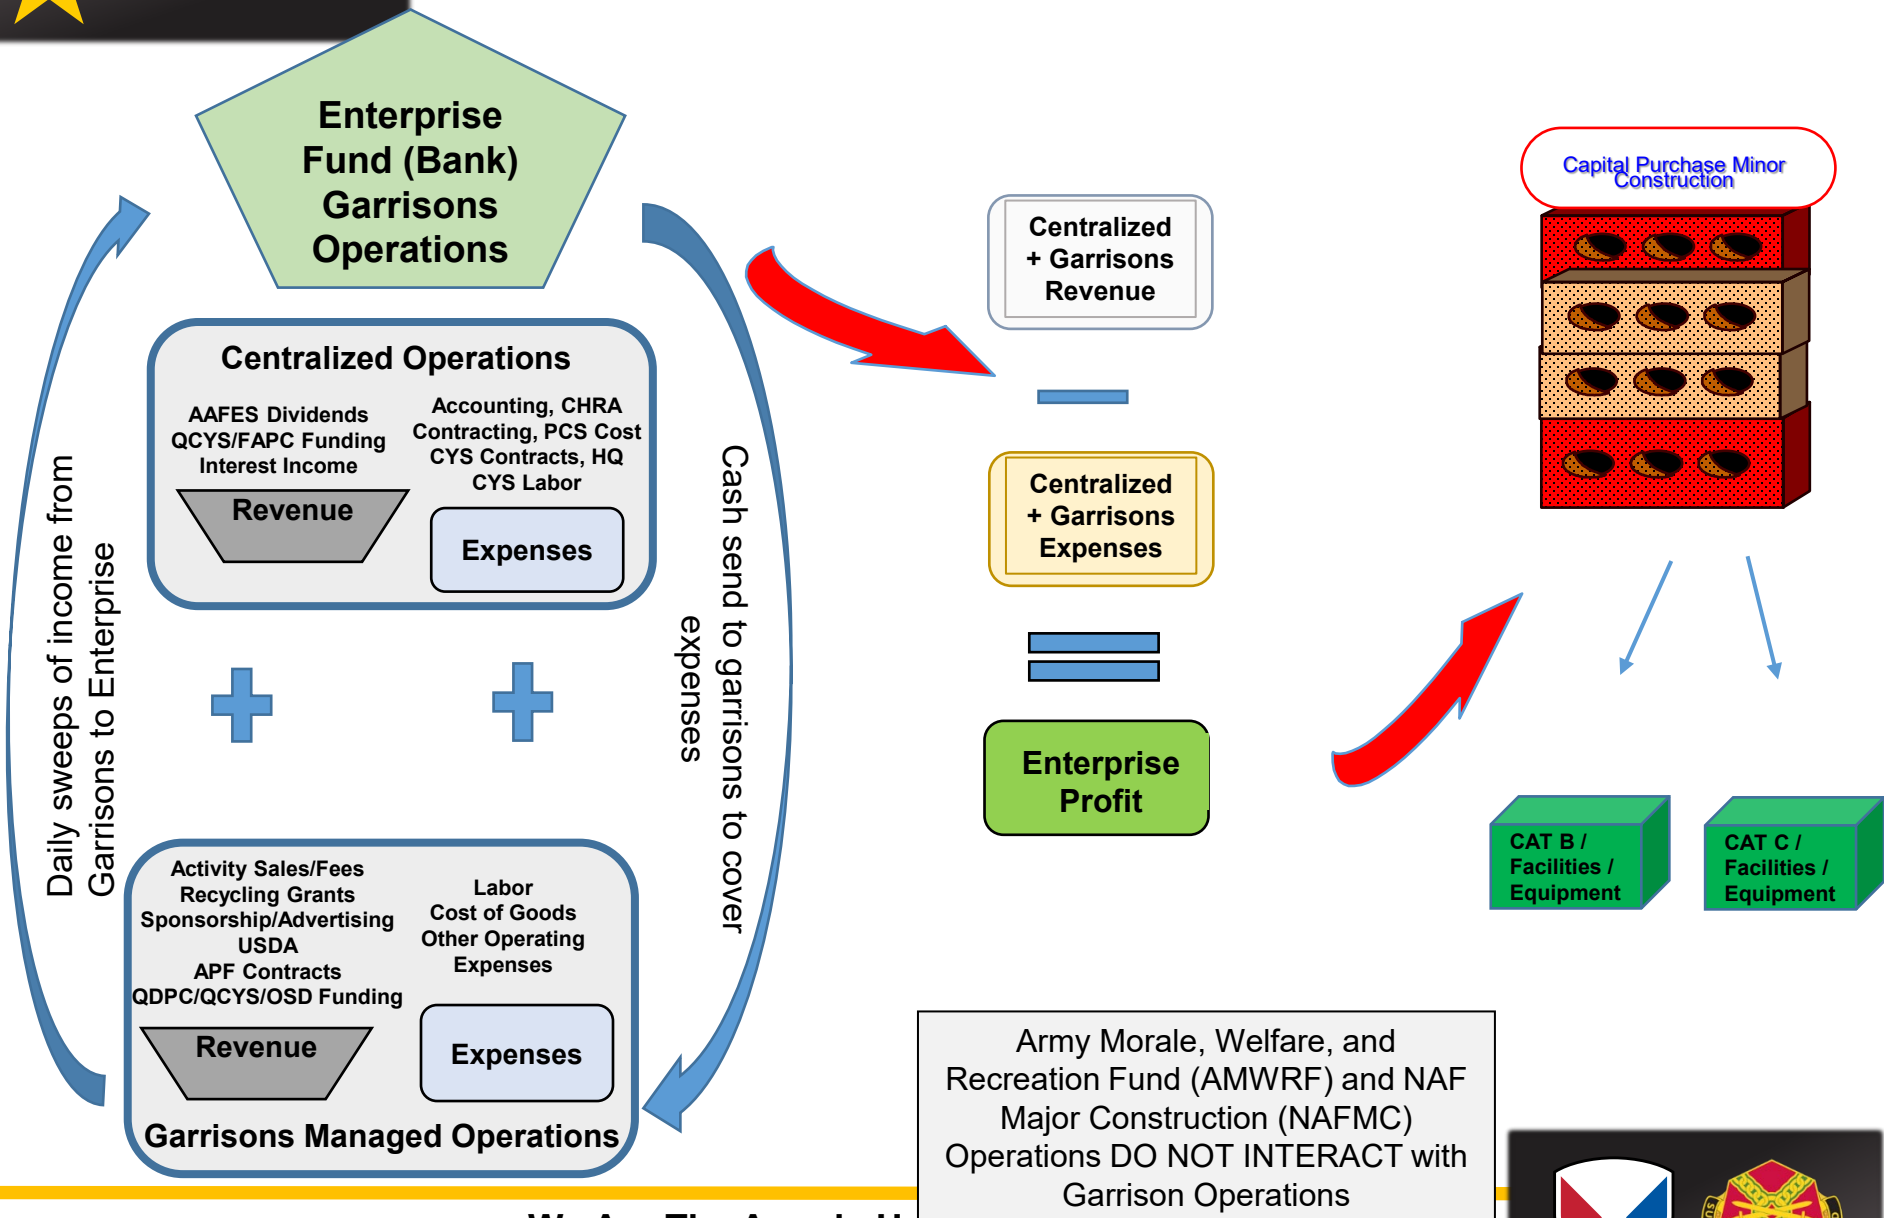 Enterprise
Fund (Bank)
Garrisons
Operations
Daily sweeps of income from
Garrisons to Enterprise
Cash send to garrisons to cover
expenses
Centralized Operations
AAFES Dividends
QCYS/FAPC Funding
Interest Income
Revenue
Accounting, CHRA
Contracting, PCS Cost
CYS Contracts, HQ
CYS Labor
Expenses
Activity Sales/Fees
Recycling Grants
Sponsorship/Advertising
USDA
APF Contracts
QDPC/QCYS/OSD Funding
Revenue
Labor
Cost of Goods
Other Operating
Expenses
Expenses
Garrisons Managed Operations
Centralized
+ Garrisons
Revenue
Centralized
+ Garrisons
Expenses
Enterprise
Profit
Capital Purchase Minor
Construction
CAT B /
Facilities /
Equipment
CAT C /
Facilities /
Equipment
Army Morale, Welfare, and
Recreation Fund (AMWRF) and NAF
Major Construction (NAFMC)
Operations DO NOT INTERACT with
Garrison Operations
We Are The Army's